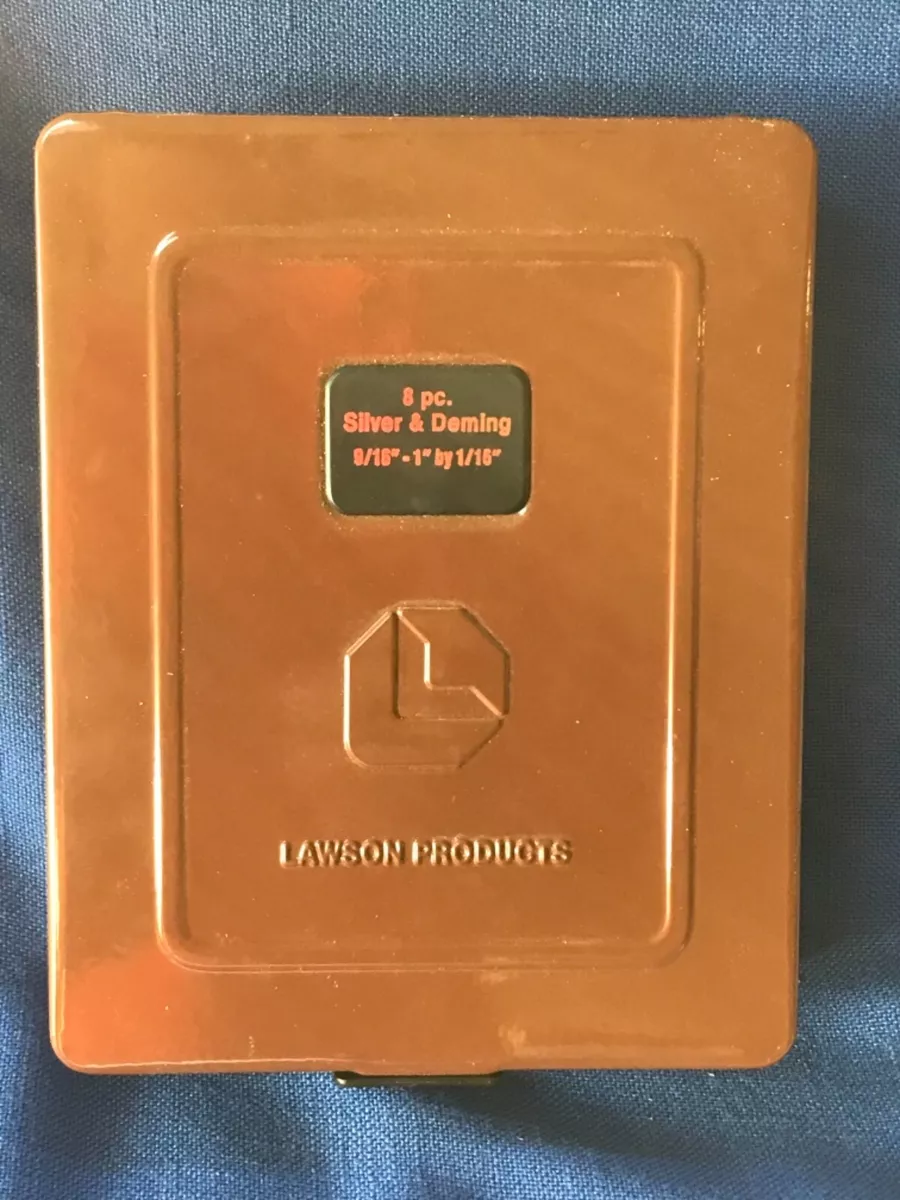 8 pc.
Silver & Deming
9/16" - 1" by 1/16"
LAWSON PRODUCTS